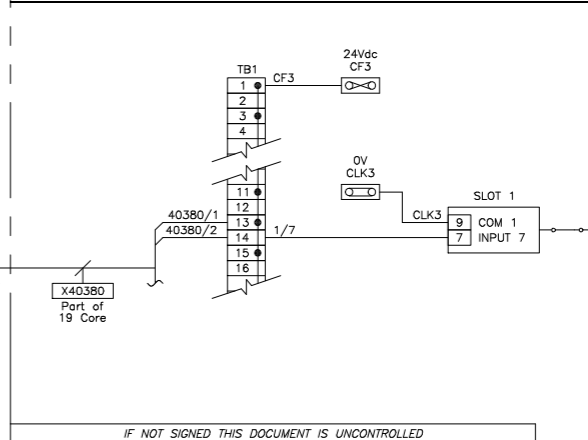 24Vdc
CF3
TB1
CF3
1
2
3
4
0V
CLK3
SLOT 1
11
12
40380/1
13
CLK3
9 COM 1
40380/2
14
1/7
7 INPUT 7
15
16
X40380
Part of
19 Core
IF NOT SIGNED THIS DOCUMENT IS UNCONTROLLED